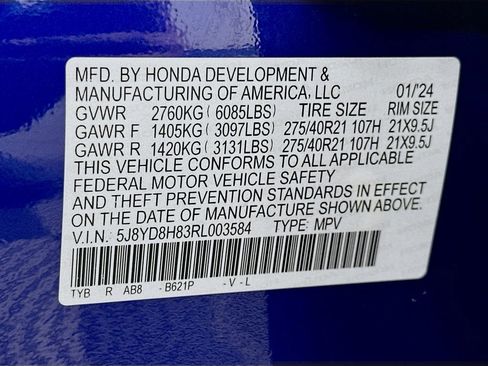 MFD. BY HONDA DEVELOPMENT &
MANUFACTURING OF AMERICA, LLC 01/'24
GVWR 2760KG (6085LBS) TIRE SIZE RIM SIZE
GAWR F 1405KG (3097LBS) 275/40R21 107H 21X9.5J
GAWR R 1420KG (3131LBS) 275/40R21 107H 21X9.5J
THIS VEHICLE CONFORMS TO ALL APPLICABLE
FEDERAL MOTOR VEHICLE SAFETY
AND THEFT PREVENTION STANDARDS IN EFFECT
ON THE DATE OF MANUFACTURE SHOWN ABOVE.
V.I.N.: 5J8YD8H83RL003584 TYPE: MPV
TYB R AB8 - B621P - V - L